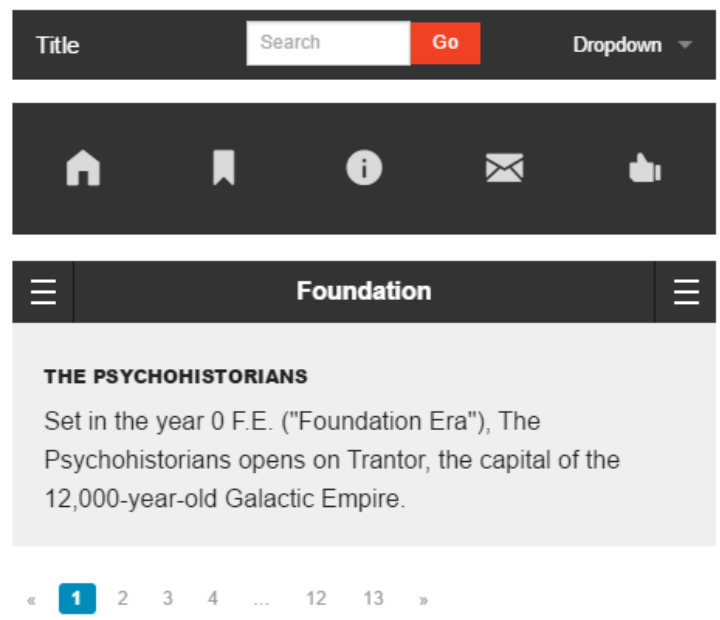 Title Search Go Dropdown
Foundation
THE PSYCHOHISTORIANS
Set in the year 0 F.E. ("Foundation Era"), The
Psychohistorians opens on Trantor, the capital of the
12,000-year-old Galactic Empire.
« 1 2 3 4 ... 12 13 »